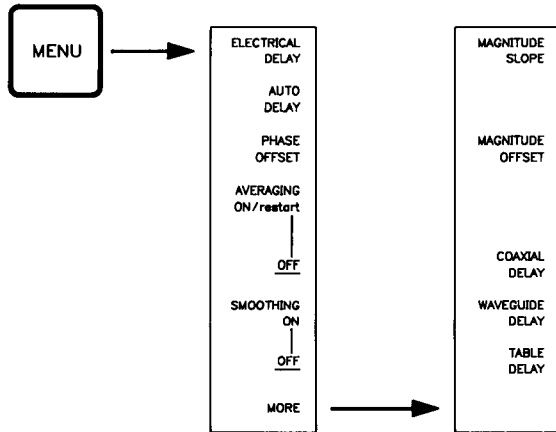 MENU
ELECTRICAL
DELAY
AUTO
DELAY
PHASE
OFFSET
AVERAGING
ON/restart
OFF
SMOOTHING
ON
OFF
MORE
MAGNITUDE
SLOPE
MAGNITUDE
OFFSET
COAXIAL
DELAY
WAVEGUIDE
DELAY
TABLE
DELAY